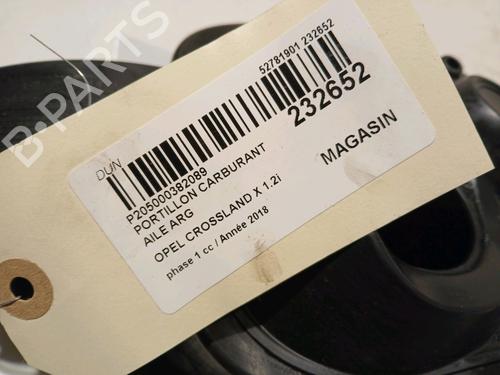 B-PARTS
52781901 232652
232652
DUN
P205000382089
PORTILLON CARBURANT
AILE ARG
OPEL CROSSLAND X 1.2i
phase 1 cc / Année 2018
MAGASIN